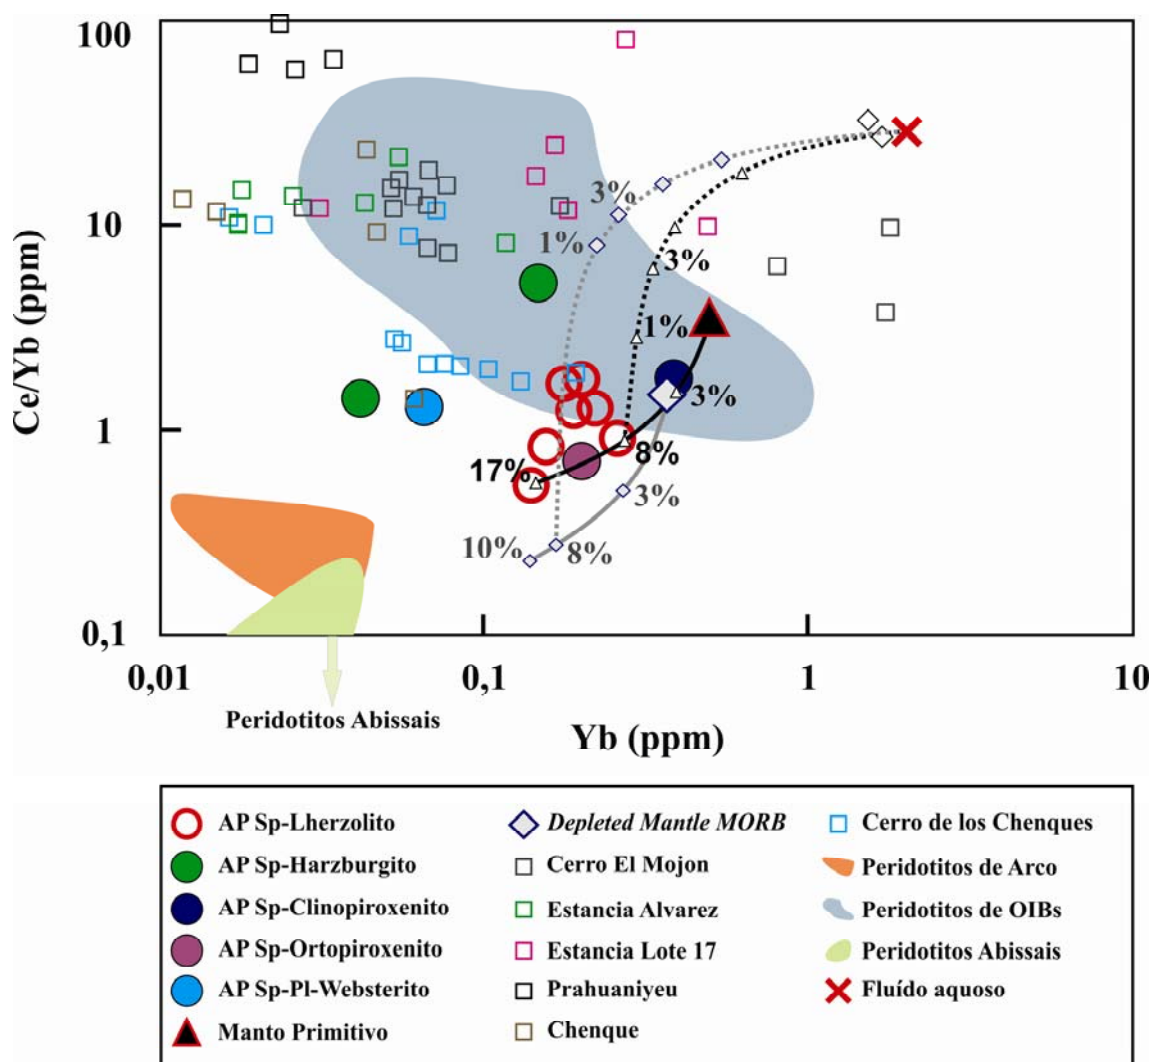 100
10
1
0,1
Ce/Yb (ppm)
3%
1%
3%
1%
3%
17%
8%
3%
10%
8%
0,01
0,1
1
10
Peridotitos Abissais
Yb (ppm)
AP Sp-Lherzolito
AP Sp-Harzburgito
AP Sp-Clinopiroxenito
AP Sp-Ortopiroxenito
AP Sp-Pl-Websterito
Manto Primitivo
Depleted Mantle MORB
Cerro El Mojon
Estancia Alvarez
Estancia Lote 17
Prahuaniyeu
Chenque
Cerro de los Chenques
Peridotitos de Arco
Peridotitos de OIBs
Peridotitos Abissais
Fluído aquoso